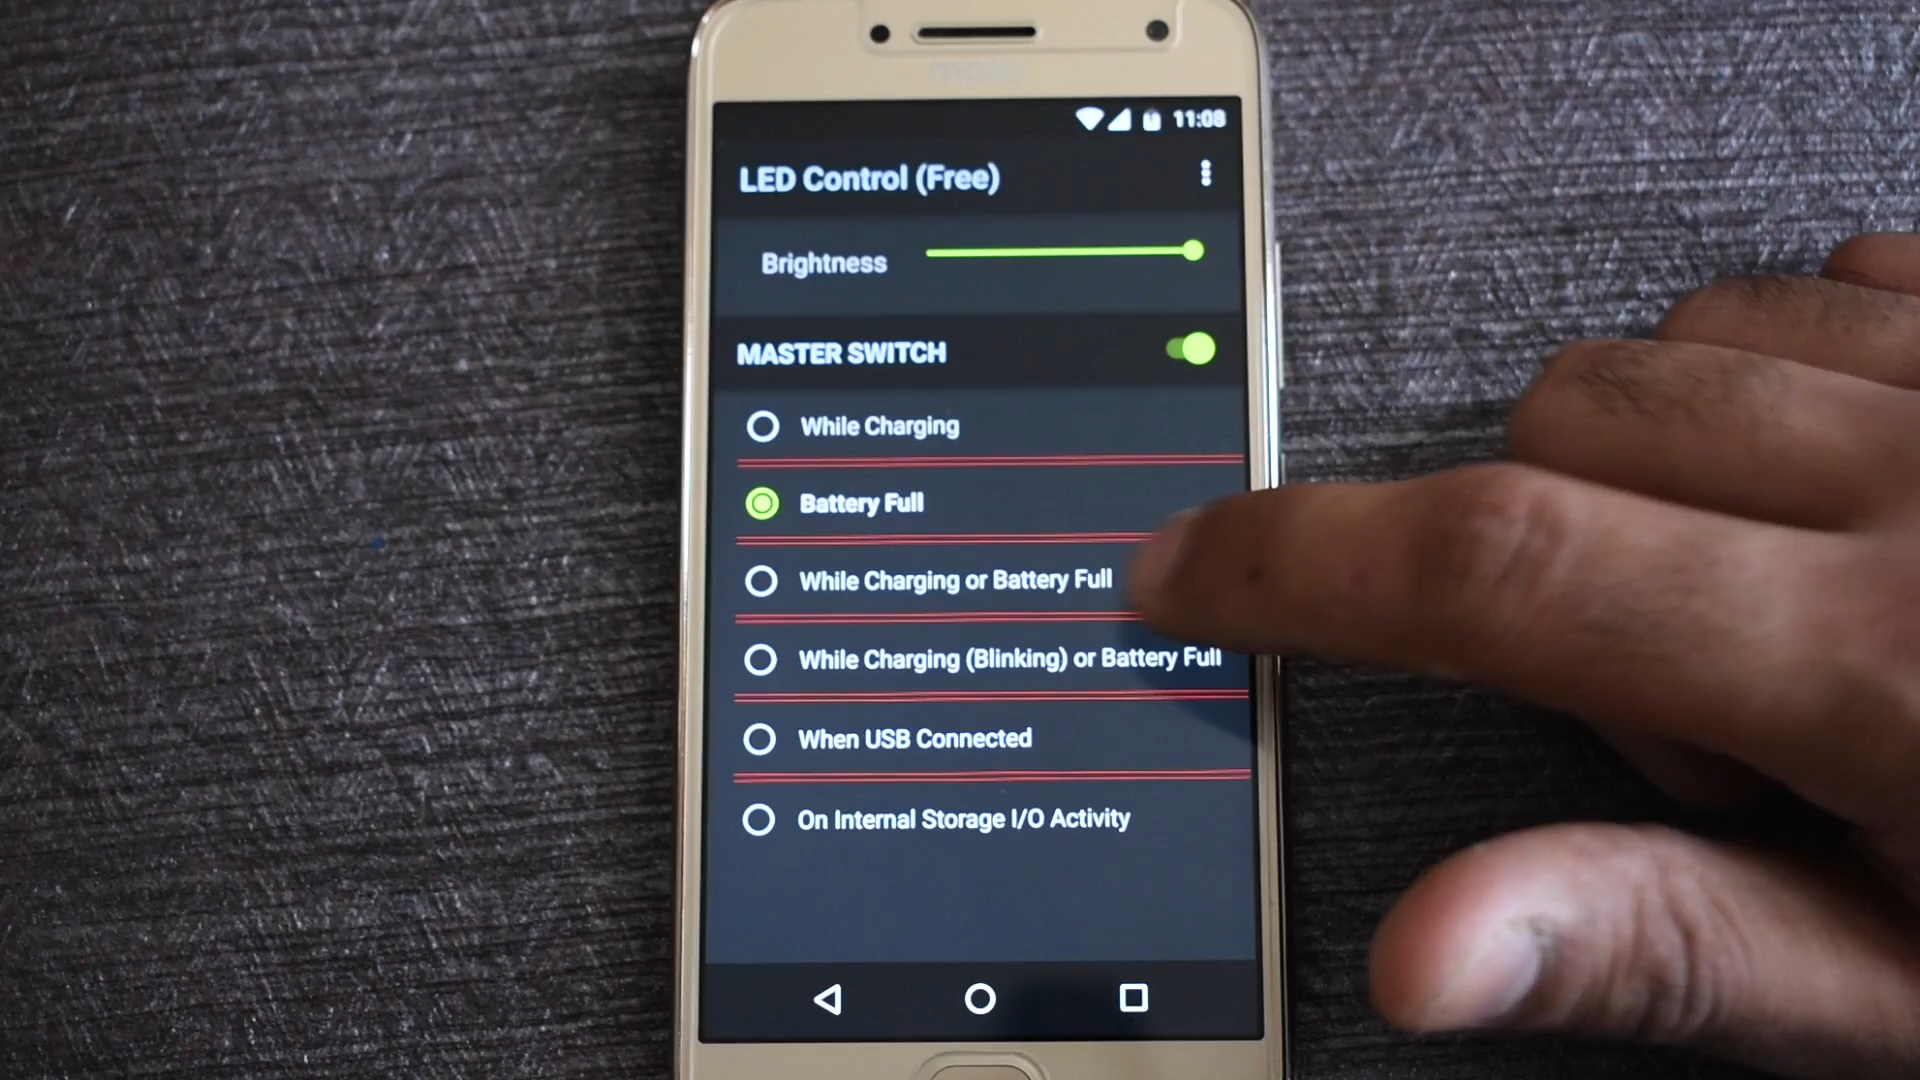 moto
11:08
LED Control (Free)
Brightness
MASTER SWITCH
While Charging
Battery Full
While Charging or Battery Full
While Charging (Blinking) or Battery Full
When USB Connected
On Internal Storage I/O Activity